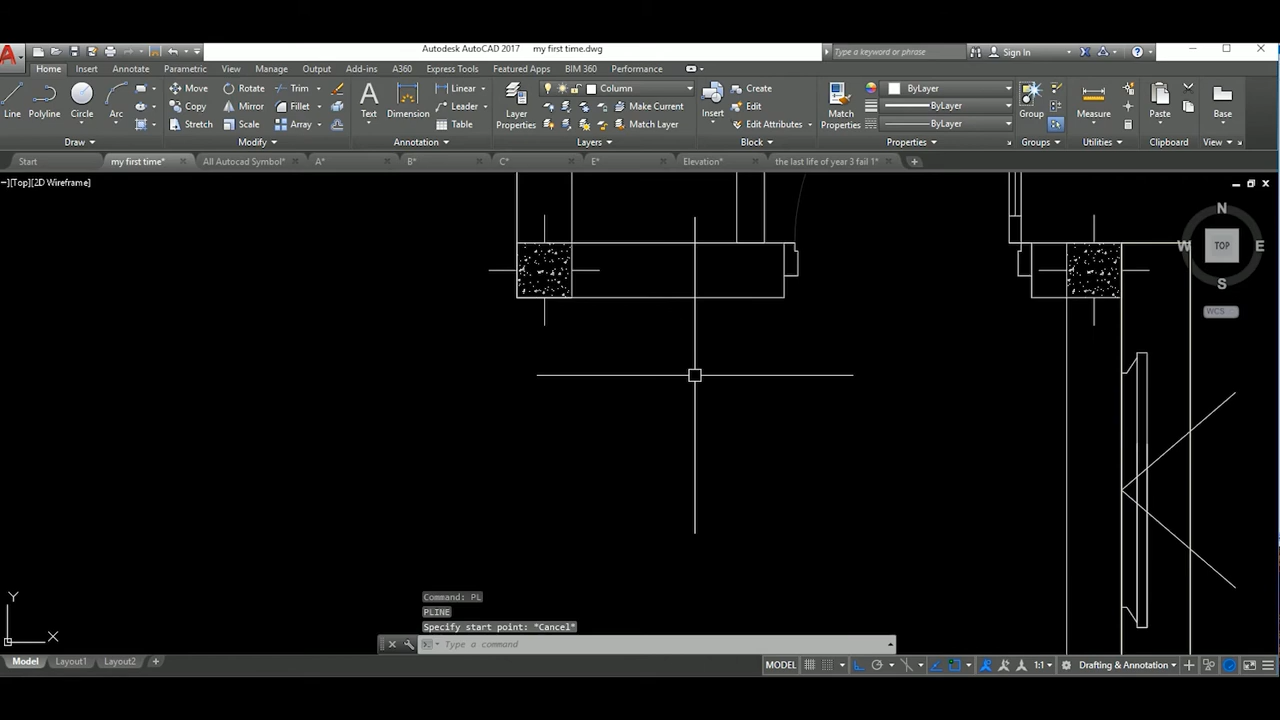 Autodesk AutoCAD 2017 my first time.dwg
Type a keyword or phrase
Sign In
Home Insert Annotate Parametric View Manage Output Add-ins A360 Express Tools Featured Apps BIM 360 Performance
Line Polyline Circle Arc
Move Rotate Trim
Copy Mirror Fillet
Stretch Scale Array
Text Dimension
Linear
Leader
Table
Layer Properties
Column
Make Current
Match Layer
Insert
Create
Edit
Edit Attributes
Match Properties
ByLayer
ByLayer
ByLayer
Group
Measure
Paste
Base
Draw Modify Annotation Layers Block Properties Groups Utilities Clipboard View
Start my first time* All Autocad Symbol* A* B* C* E* Elevation* the last life of year 3 fail 1*
–][Top][2D Wireframe]
N
W TOP E
S
WCS
Command: PL
PLINE
Specify start point: *Cancel*
Type a command
Y
X
Model Layout1 Layout2
MODEL 1:1 Drafting & Annotation